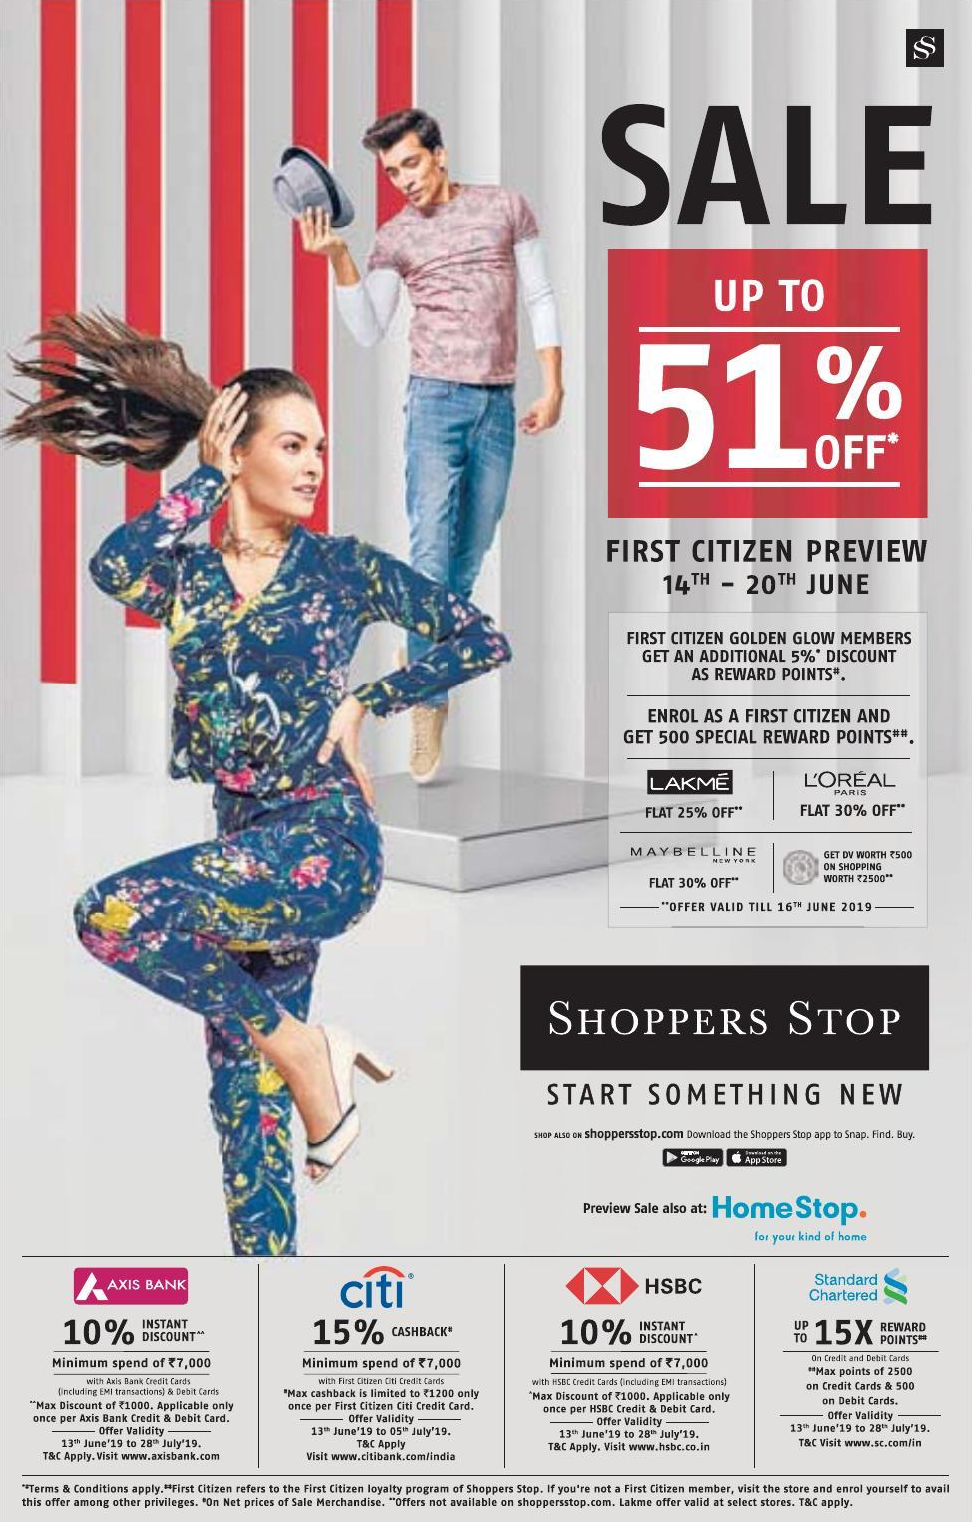 SS
SALE
UP TO
51%
OFF*
FIRST CITIZEN PREVIEW
14TH – 20TH JUNE
FIRST CITIZEN GOLDEN GLOW MEMBERS
GET AN ADDITIONAL 5%* DISCOUNT
AS REWARD POINTS#.
ENROL AS A FIRST CITIZEN AND
GET 500 SPECIAL REWARD POINTS##.
LAKMÉ
FLAT 25% OFF**
L'ORÉAL
PARIS
FLAT 30% OFF**
MAYBELLINE
NEW YORK
FLAT 30% OFF**
GET DV WORTH ₹500
ON SHOPPING
WORTH ₹2500**
**OFFER VALID TILL 16TH JUNE 2019
SHOPPERS STOP
START SOMETHING NEW
SHOP ALSO ON shoppersstop.com Download the Shoppers Stop app to Snap. Find. Buy.
Google Play
Download on the
App Store
Preview Sale also at: HomeStop.
for your kind of home
AXIS BANK
10% INSTANT
DISCOUNT^^
Minimum spend of ₹7,000
with Axis Bank Credit Cards
(including EMI transactions) & Debit Cards
^^Max Discount of ₹1000. Applicable only
once per Axis Bank Credit & Debit Card.
Offer Validity
13th June'19 to 28th July'19.
T&C Apply. Visit www.axisbank.com
citi®
15% CASHBACK#
Minimum spend of ₹7,000
with First Citizen Citi Credit Cards
#Max cashback is limited to ₹1200 only
once per First Citizen Citi Credit Card.
Offer Validity
13th June'19 to 05th July'19.
T&C Apply
Visit www.citibank.com/india
HSBC
10% INSTANT
DISCOUNT^
Minimum spend of ₹7,000
with HSBC Credit Cards (including EMI transactions)
^Max Discount of ₹1000. Applicable only
once per HSBC Credit & Debit Card.
Offer Validity
13th June'19 to 28th July'19.
T&C Apply. Visit www.hsbc.co.in
Standard
Chartered
UP TO 15X REWARD
POINTS##
On Credit and Debit Cards
##Max points of 2500
on Credit Cards & 500
on Debit Cards.
Offer Validity
13th June'19 to 28th July'19.
T&C Visit www.sc.com/in
*#Terms & Conditions apply.##First Citizen refers to the First Citizen loyalty program of Shoppers Stop. If you're not a First Citizen member, visit the store and enrol yourself to avail
this offer among other privileges. #On Net prices of Sale Merchandise. **Offers not available on shoppersstop.com. Lakme offer valid at select stores. T&C apply.